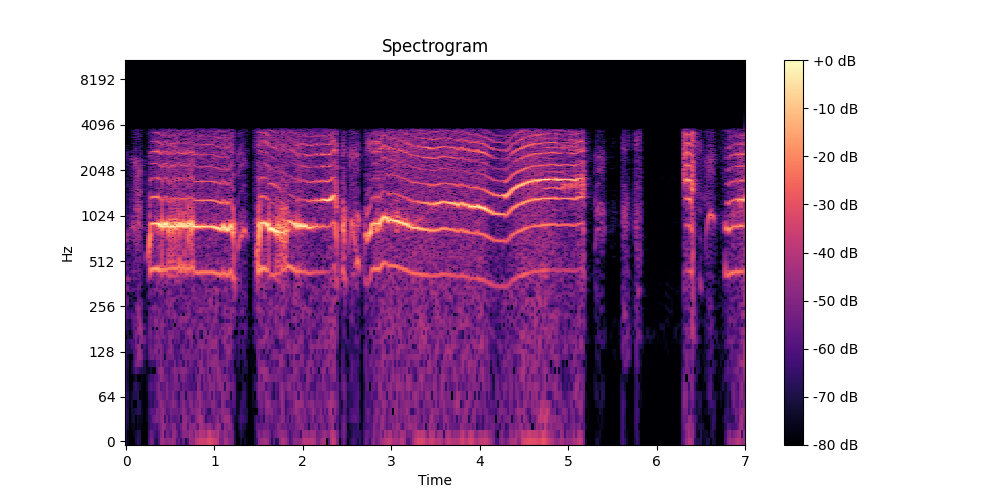 Spectrogram
Hz
8192
4096
2048
1024
512
256
128
64
0
0 1 2 3 4 5 6 7
Time
+0 dB
-10 dB
-20 dB
-30 dB
-40 dB
-50 dB
-60 dB
-70 dB
-80 dB